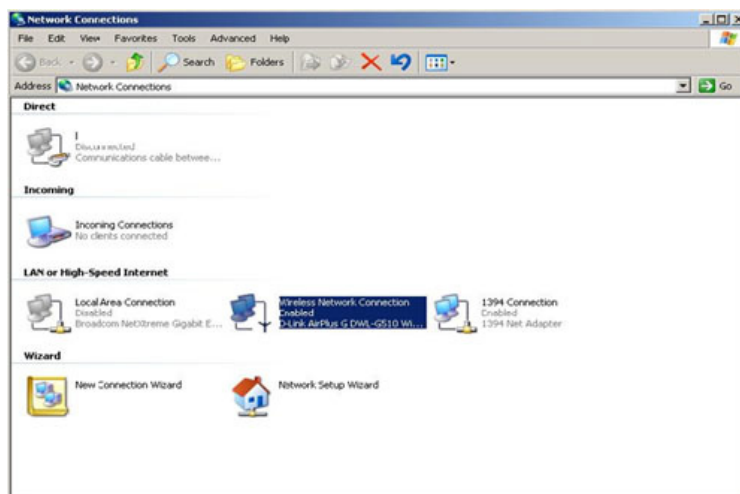 Network Connections
File Edit View Favorites Tools Advanced Help
Back Search Folders
Address Network Connections Go
Direct
I
Disconnected
Communications cable betwee...
Incoming
Incoming Connections
No clients connected
LAN or High-Speed Internet
Local Area Connection
Disabled
Broadcom NetXtreme Gigabit E...
Wireless Network Connection
Enabled
D-Link AirPlus G DWL-G510 Wi...
1394 Connection
Enabled
1394 Net Adapter
Wizard
New Connection Wizard
Network Setup Wizard